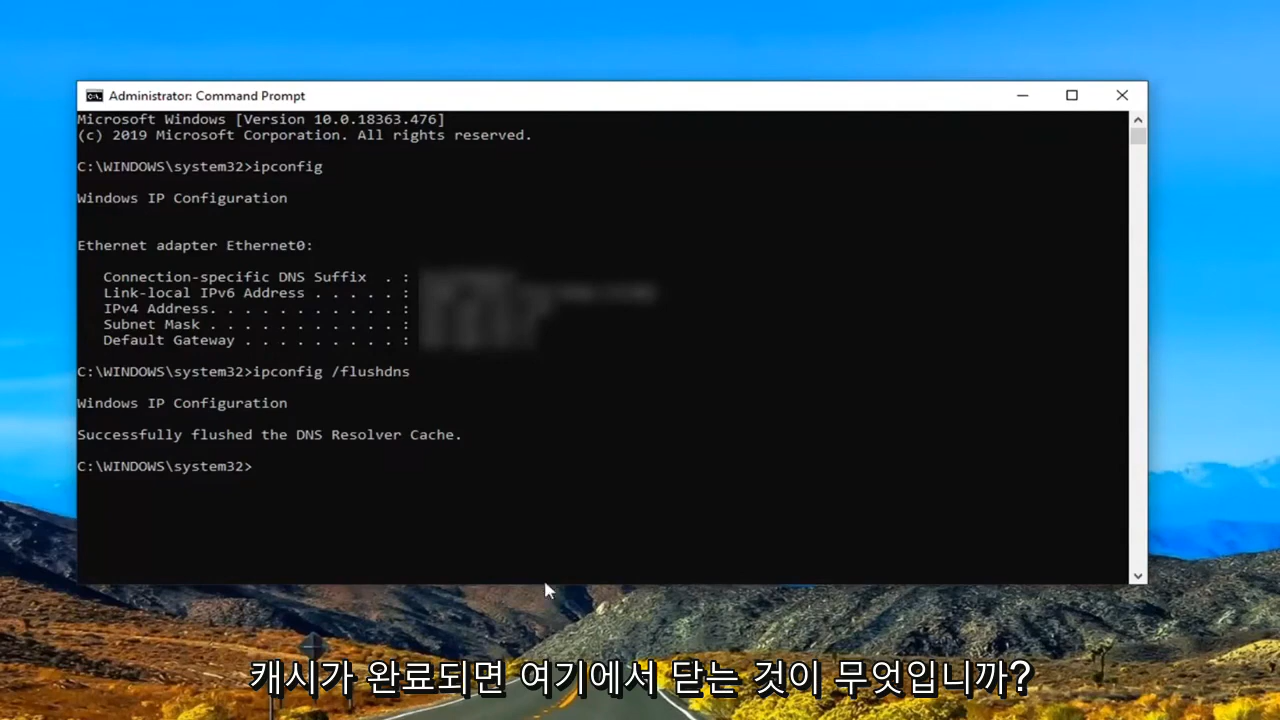 Administrator: Command Prompt
Microsoft Windows [Version 10.0.18363.476]
(c) 2019 Microsoft Corporation. All rights reserved.
C:\WINDOWS\system32>ipconfig
Windows IP Configuration
Ethernet adapter Ethernet0:
Connection-specific DNS Suffix . :
Link-local IPv6 Address . . . . . :
IPv4 Address. . . . . . . . . . . :
Subnet Mask . . . . . . . . . . . :
Default Gateway . . . . . . . . . :
C:\WINDOWS\system32>ipconfig /flushdns
Windows IP Configuration
Successfully flushed the DNS Resolver Cache.
C:\WINDOWS\system32>
캐시가 완료되면 여기에서 닫는 것이 무엇입니까?